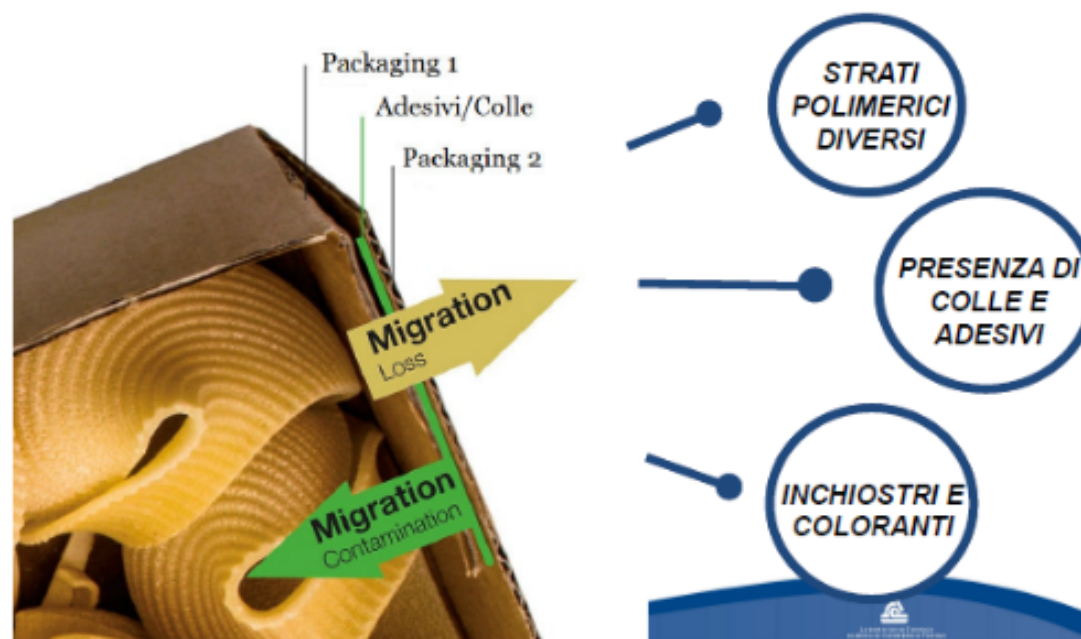 Packaging 1
Adesivi/Colle
Packaging 2
Migration
Loss
Migration
Contamination
STRATI
POLIMERICI
DIVERSI
PRESENZA DI
COLLE E
ADESIVI
INCHIOSTRI E
COLORANTI